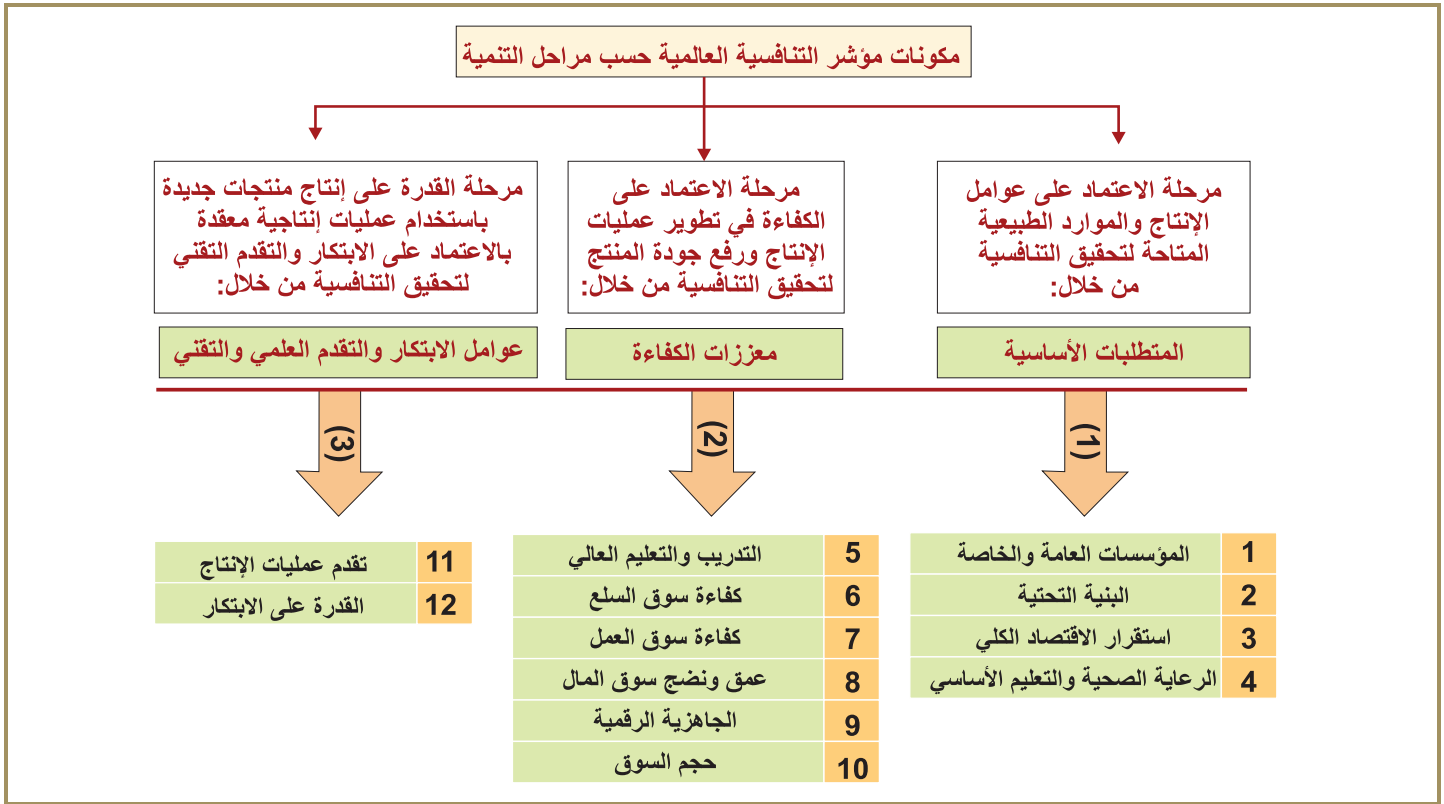 مكونات مؤشر التنافسية العالمية حسب مراحل التنمية
مرحلة الاعتماد على عوامل
الإنتاج والموارد الطبيعية
المتاحة لتحقيق التنافسية
من خلال:
مرحلة الاعتماد على
الكفاءة في تطوير عمليات
الإنتاج ورفع جودة المنتج
لتحقيق التنافسية من خلال:
مرحلة القدرة على إنتاج منتجات جديدة
باستخدام عمليات إنتاجية معقدة
بالاعتماد على الابتكار والتقدم التقني
لتحقيق التنافسية من خلال:
المتطلبات الأساسية
معززات الكفاءة
عوامل الابتكار والتقدم العلمي والتقني
(1)
(2)
(3)
1 المؤسسات العامة والخاصة
2 البنية التحتية
3 استقرار الاقتصاد الكلي
4 الرعاية الصحية والتعليم الأساسي
5 التدريب والتعليم العالي
6 كفاءة سوق السلع
7 كفاءة سوق العمل
8 عمق ونضج سوق المال
9 الجاهزية الرقمية
10 حجم السوق
11 تقدم عمليات الإنتاج
12 القدرة على الابتكار